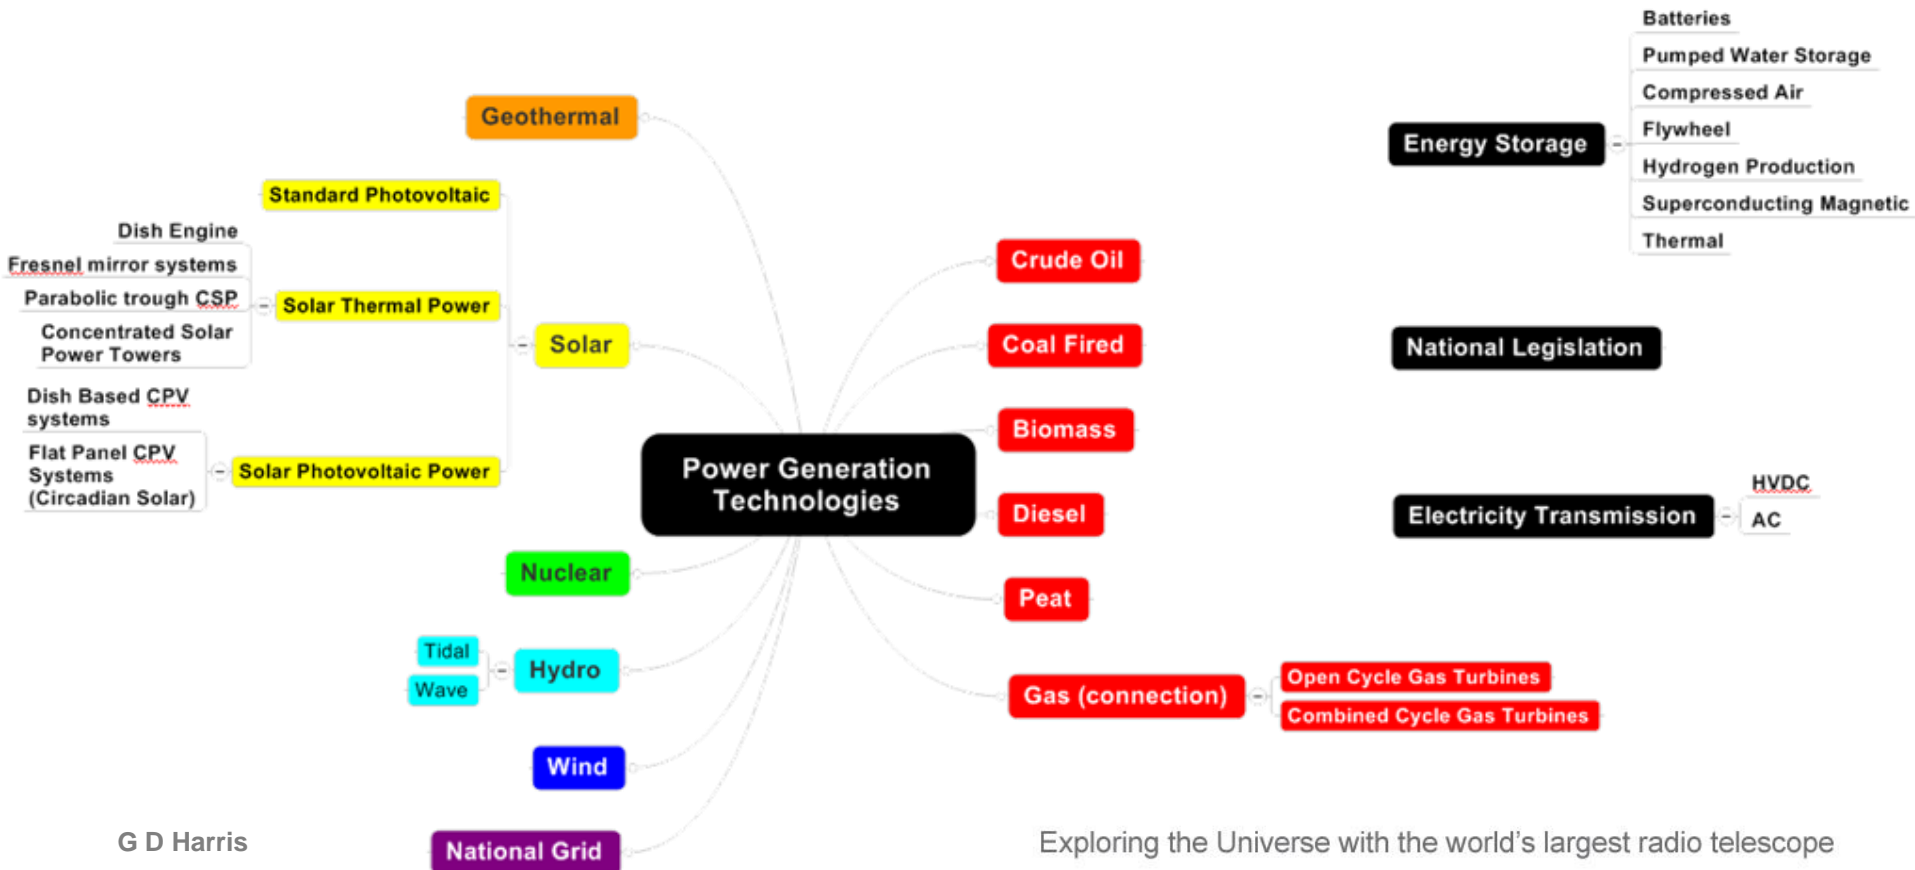 Geothermal
Standard Photovoltaic
Dish Engine
Fresnel mirror systems
Parabolic trough CSP
Concentrated Solar
Power Towers
Solar Thermal Power
Solar
Dish Based CPV
systems
Flat Panel CPV
Systems
(Circadian Solar)
Solar Photovoltaic Power
Power Generation
Technologies
Nuclear
Tidal
Wave
Hydro
Wind
National Grid
Crude Oil
Coal Fired
Biomass
Diesel
Peat
Gas (connection)
Open Cycle Gas Turbines
Combined Cycle Gas Turbines
Energy Storage
Batteries
Pumped Water Storage
Compressed Air
Flywheel
Hydrogen Production
Superconducting Magnetic
Thermal
National Legislation
Electricity Transmission
HVDC
AC
G D Harris
Exploring the Universe with the world’s largest radio telescope